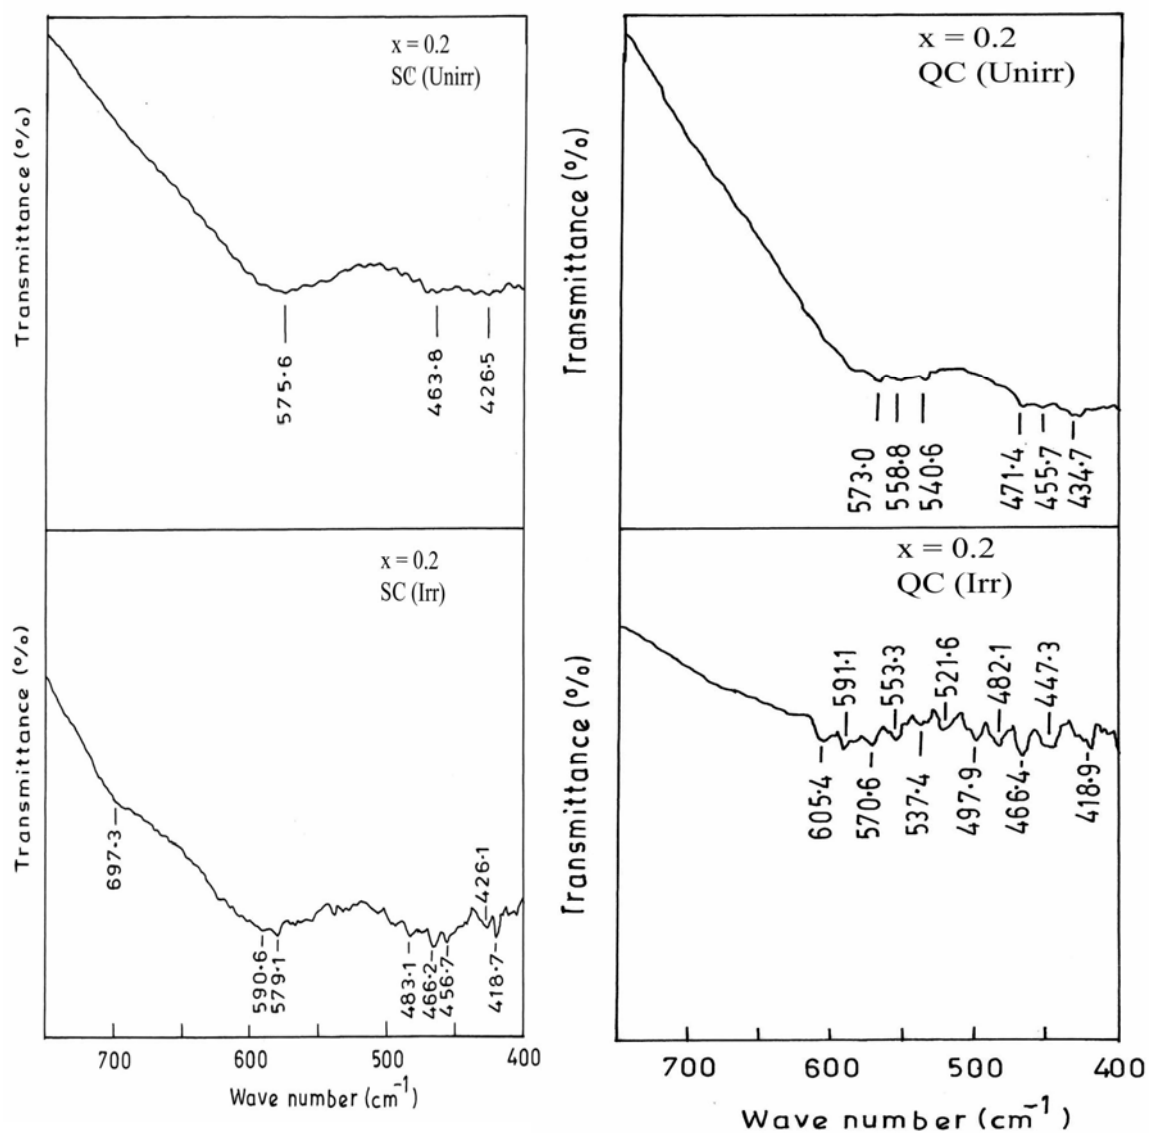 x = 0.2
SC (Unirr)
Transmittance (%)
575·6
463·8
426·5
x = 0.2
QC (Unirr)
Transmittance (%)
573·0
558·8
540·6
471·4
455·7
434·7
x = 0.2
SC (Irr)
Transmittance (%)
697·3
590·6
579·1
483·1
466·2
456·7
426·1
418·7
700
600
500
400
Wave number (cm⁻¹)
x = 0.2
QC (Irr)
Transmittance (%)
605·4
591·1
570·6
553·3
537·4
521·6
497·9
482·1
466·4
447·3
418·9
700
600
500
400
Wave number (cm⁻¹)